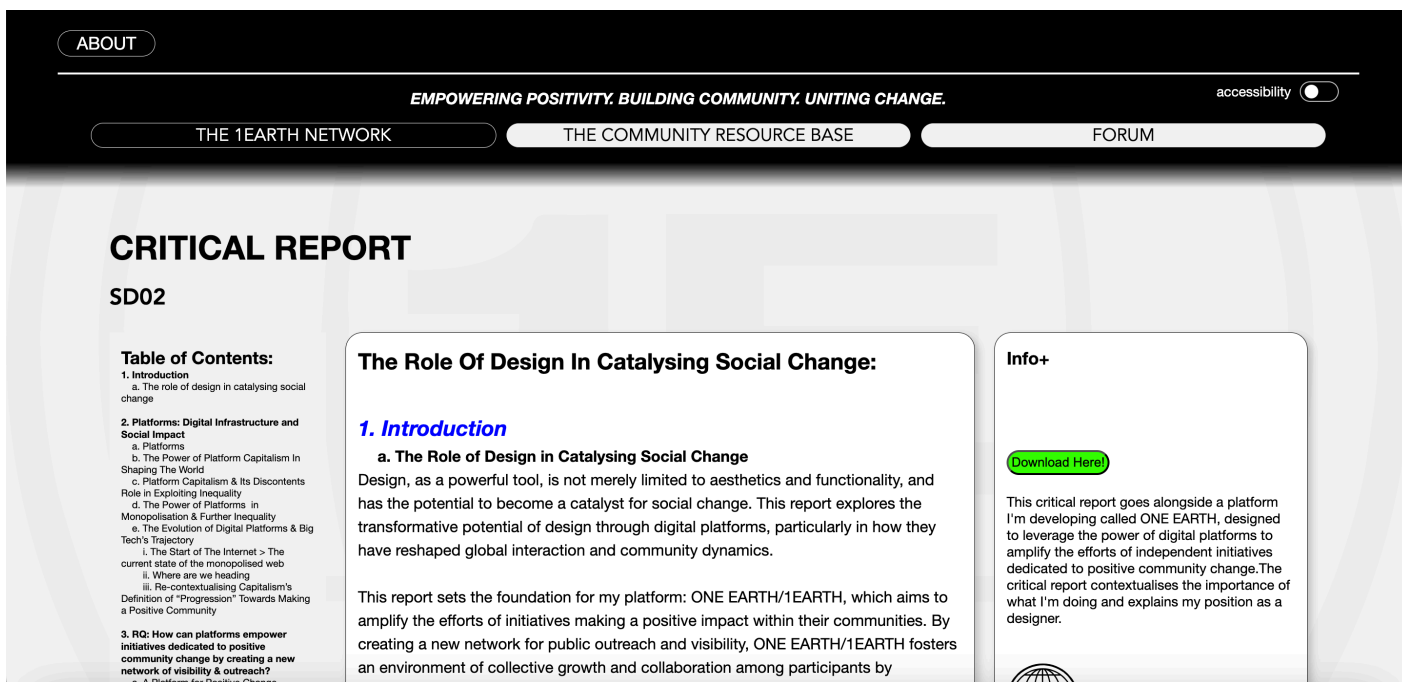 ABOUT
EMPOWERING POSITIVITY. BUILDING COMMUNITY. UNITING CHANGE.
accessibility
THE 1EARTH NETWORK
THE COMMUNITY RESOURCE BASE
FORUM
CRITICAL REPORT
SD02
Table of Contents:
1. Introduction
a. The role of design in catalysing social
change
2. Platforms: Digital Infrastructure and
Social Impact
a. Platforms
b. The Power of Platform Capitalism In
Shaping The World
c. Platform Capitalism & Its Discontents
Role in Exploiting Inequality
d. The Power of Platforms in
Monopolisation & Further Inequality
e. The Evolution of Digital Platforms & Big
Tech's Trajectory
i. The Start of The Internet > The
current state of the monopolised web
ii. Where are we heading
iii. Re-contextualising Capitalism's
Definition of "Progression" Towards Making
a Positive Community
3. RQ: How can platforms empower
initiatives dedicated to positive
community change by creating a new
network of visibility & outreach?
a. A Platform for Positive Change
The Role Of Design In Catalysing Social Change:
1. Introduction
a. The Role of Design in Catalysing Social Change
Design, as a powerful tool, is not merely limited to aesthetics and functionality, and
has the potential to become a catalyst for social change. This report explores the
transformative potential of design through digital platforms, particularly in how they
have reshaped global interaction and community dynamics.
This report sets the foundation for my platform: ONE EARTH/1EARTH, which aims to
amplify the efforts of initiatives making a positive impact within their communities. By
creating a new network for public outreach and visibility, ONE EARTH/1EARTH fosters
an environment of collective growth and collaboration among participants by
Info+
Download Here!
This critical report goes alongside a platform
I'm developing called ONE EARTH, designed
to leverage the power of digital platforms to
amplify the efforts of independent initiatives
dedicated to positive community change.The
critical report contextualises the importance of
what I'm doing and explains my position as a
designer.